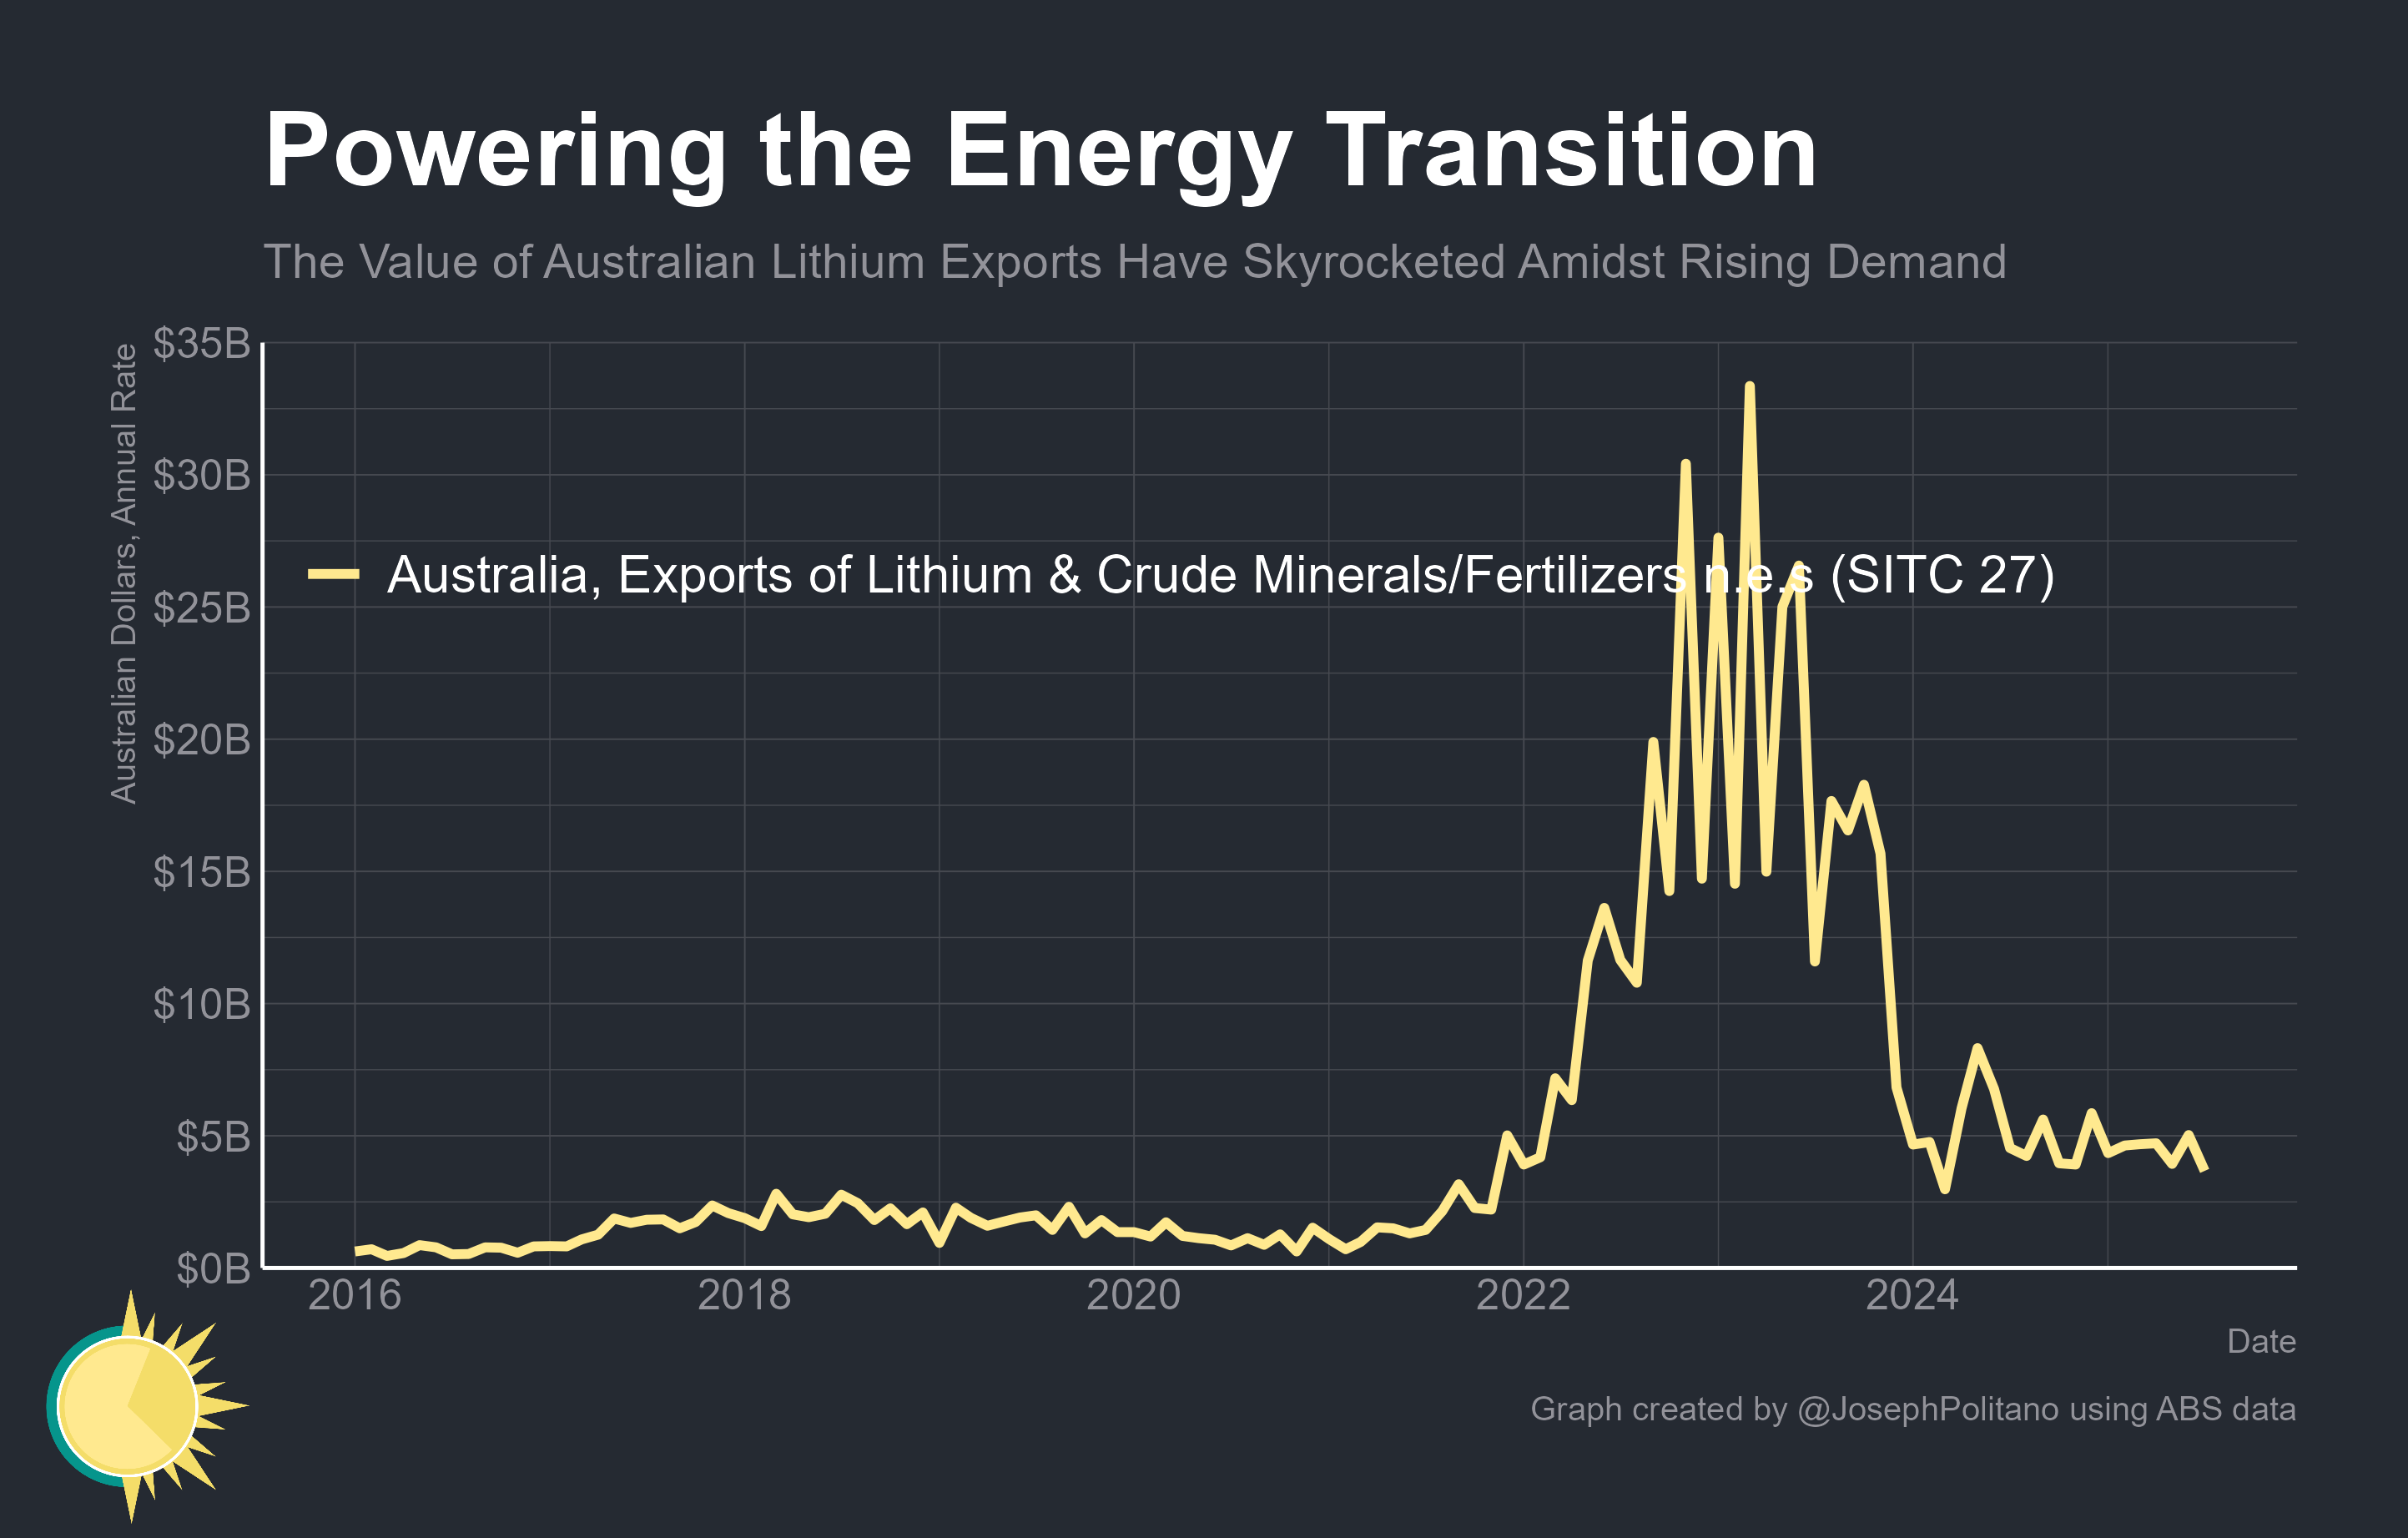 Powering the Energy Transition
The Value of Australian Lithium Exports Have Skyrocketed Amidst Rising Demand
Australian Dollars, Annual Rate
$35B
$30B
Australia, Exports of Lithium & Crude Minerals/Fertilizers n.e.s (SITC 27)
$25B
$20B
$15B
$10B
$5B
$0B
2016 2018 2020 2022 2024
Date
Graph created by @JosephPolitano using ABS data